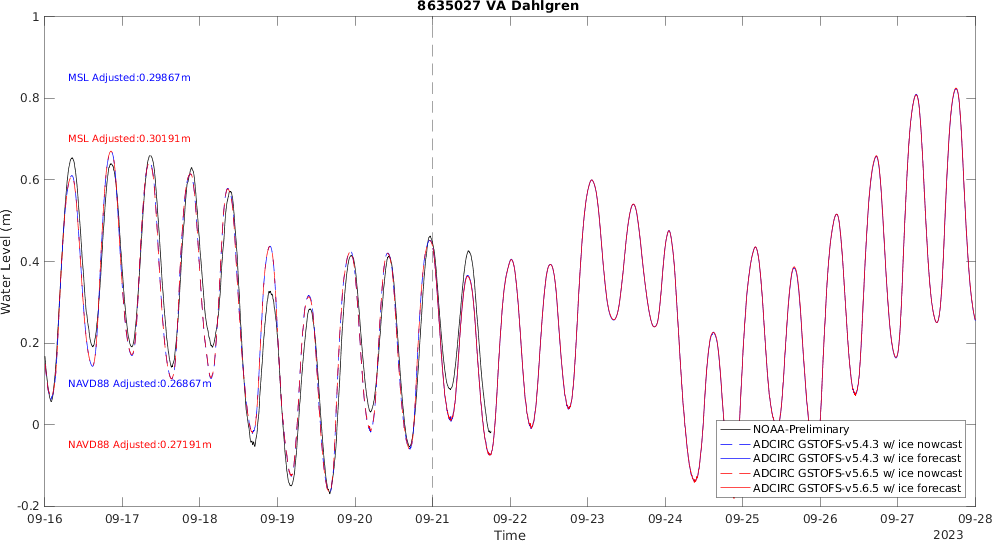 8635027 VA Dahlgren
Water Level (m)
1
0.8
0.6
0.4
0.2
0
-0.2
MSL Adjusted:0.29867m
MSL Adjusted:0.30191m
NAVD88 Adjusted:0.26867m
NAVD88 Adjusted:0.27191m
NOAA-Preliminary
ADCIRC GSTOFS-v5.4.3 w/ ice nowcast
ADCIRC GSTOFS-v5.4.3 w/ ice forecast
ADCIRC GSTOFS-v5.6.5 w/ ice nowcast
ADCIRC GSTOFS-v5.6.5 w/ ice forecast
09-16 09-17 09-18 09-19 09-20 09-21 09-22 09-23 09-24 09-25 09-26 09-27 09-28
Time
2023